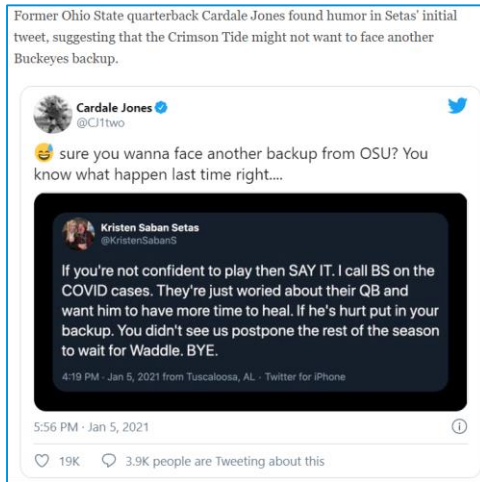 Former Ohio State quarterback Cardale Jones found humor in Setas' initial
tweet, suggesting that the Crimson Tide might not want to face another
Buckeyes backup.
Cardale Jones
@CJ1two
😅 sure you wanna face another backup from OSU? You
know what happen last time right....
Kristen Saban Setas
@KristenSabanS
If you're not confident to play then SAY IT. I call BS on the
COVID cases. They're just woried about their QB and
want him to have more time to heal. If he's hurt put in your
backup. You didn't see us postpone the rest of the season
to wait for Waddle. BYE.
4:19 PM · Jan 5, 2021 from Tuscaloosa, AL · Twitter for iPhone
5:56 PM · Jan 5, 2021
19K 3.9K people are Tweeting about this